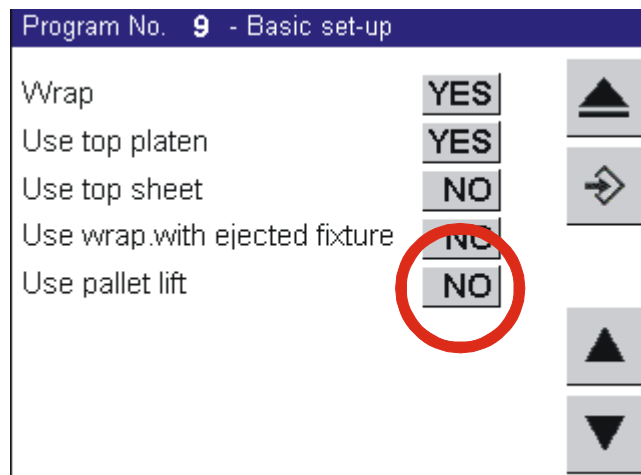 Program No. 9 - Basic set-up
Wrap YES
Use top platen YES
Use top sheet NO
Use wrap.with ejected fixture NO
Use pallet lift NO